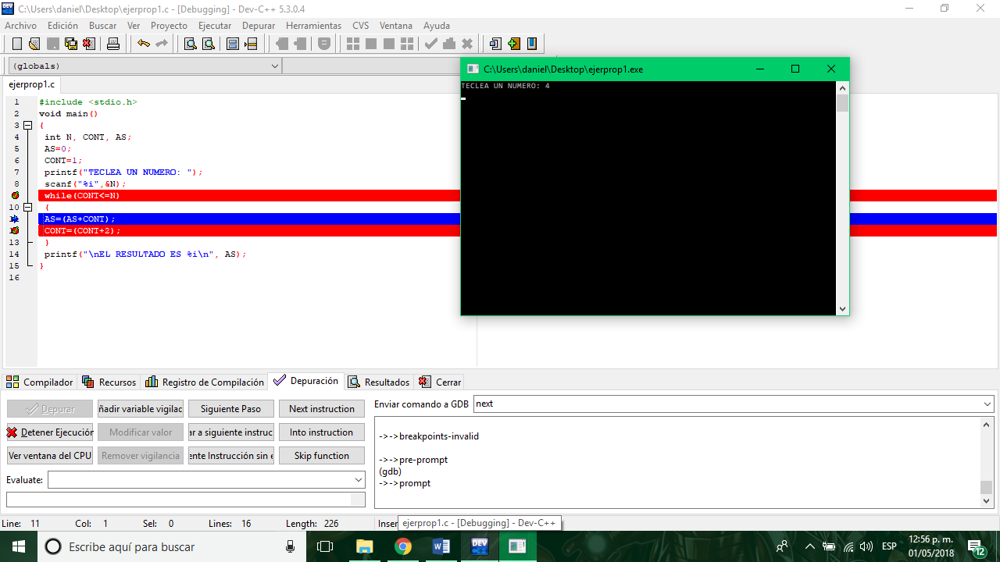 C:\Users\daniel\Desktop\ejerprop1.c - [Debugging] - Dev-C++ 5.3.0.4
Archivo Edición Buscar Ver Proyecto Ejecutar Depurar Herramientas CVS Ventana Ayuda
(globals)
ejerprop1.c
C:\Users\daniel\Desktop\ejerprop1.exe
TECLEA UN NUMERO: 4
1 #include <stdio.h>
2 void main()
3 {
4 int N, CONT, AS;
5 AS=0;
6 CONT=1;
7 printf("TECLEA UN NUMERO: ");
8 scanf("%i",&N);
while(CONT<=N)
10 {
AS=(AS+CONT);
CONT=(CONT+2);
13 }
14 printf("\nEL RESULTADO ES %i\n", AS);
15 }
16
Compilador Recursos Registro de Compilación Depuración Resultados Cerrar
Depurar ñadir variable vigilad Siguiente Paso Next instruction
Detener Ejecución Modificar valor ar a siguiente instruc Into instruction
Ver ventana del CPU Remover vigilancia ente Instrucción sin e Skip function
Evaluate:
Enviar comando a GDB next
->->breakpoints-invalid
->->pre-prompt
(gdb)
->->prompt
Line: 11 Col: 1 Sel: 0 Lines: 16 Length: 226 Inser
ejerprop1.c - [Debugging] - Dev-C++
Escribe aquí para buscar
ESP
12:56 p. m.
01/05/2018
12